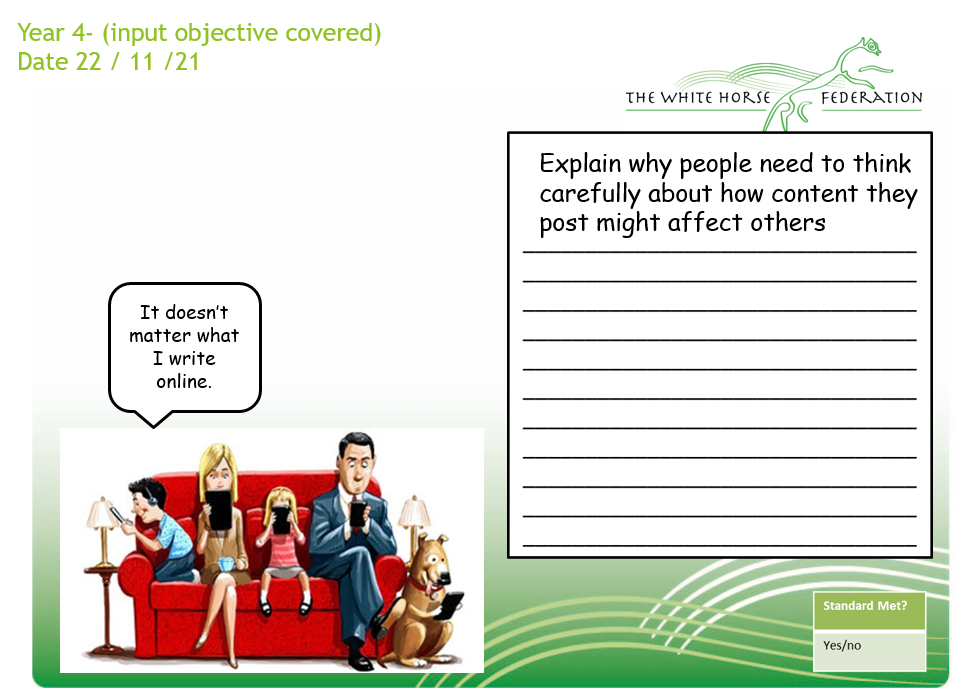 Year 4- (input objective covered)
Date 22 / 11 /21
THE WHITE HORSE FEDERATION
Explain why people need to think
carefully about how content they
post might affect others
It doesn't
matter what
I write
online.
Standard Met?
Yes/no